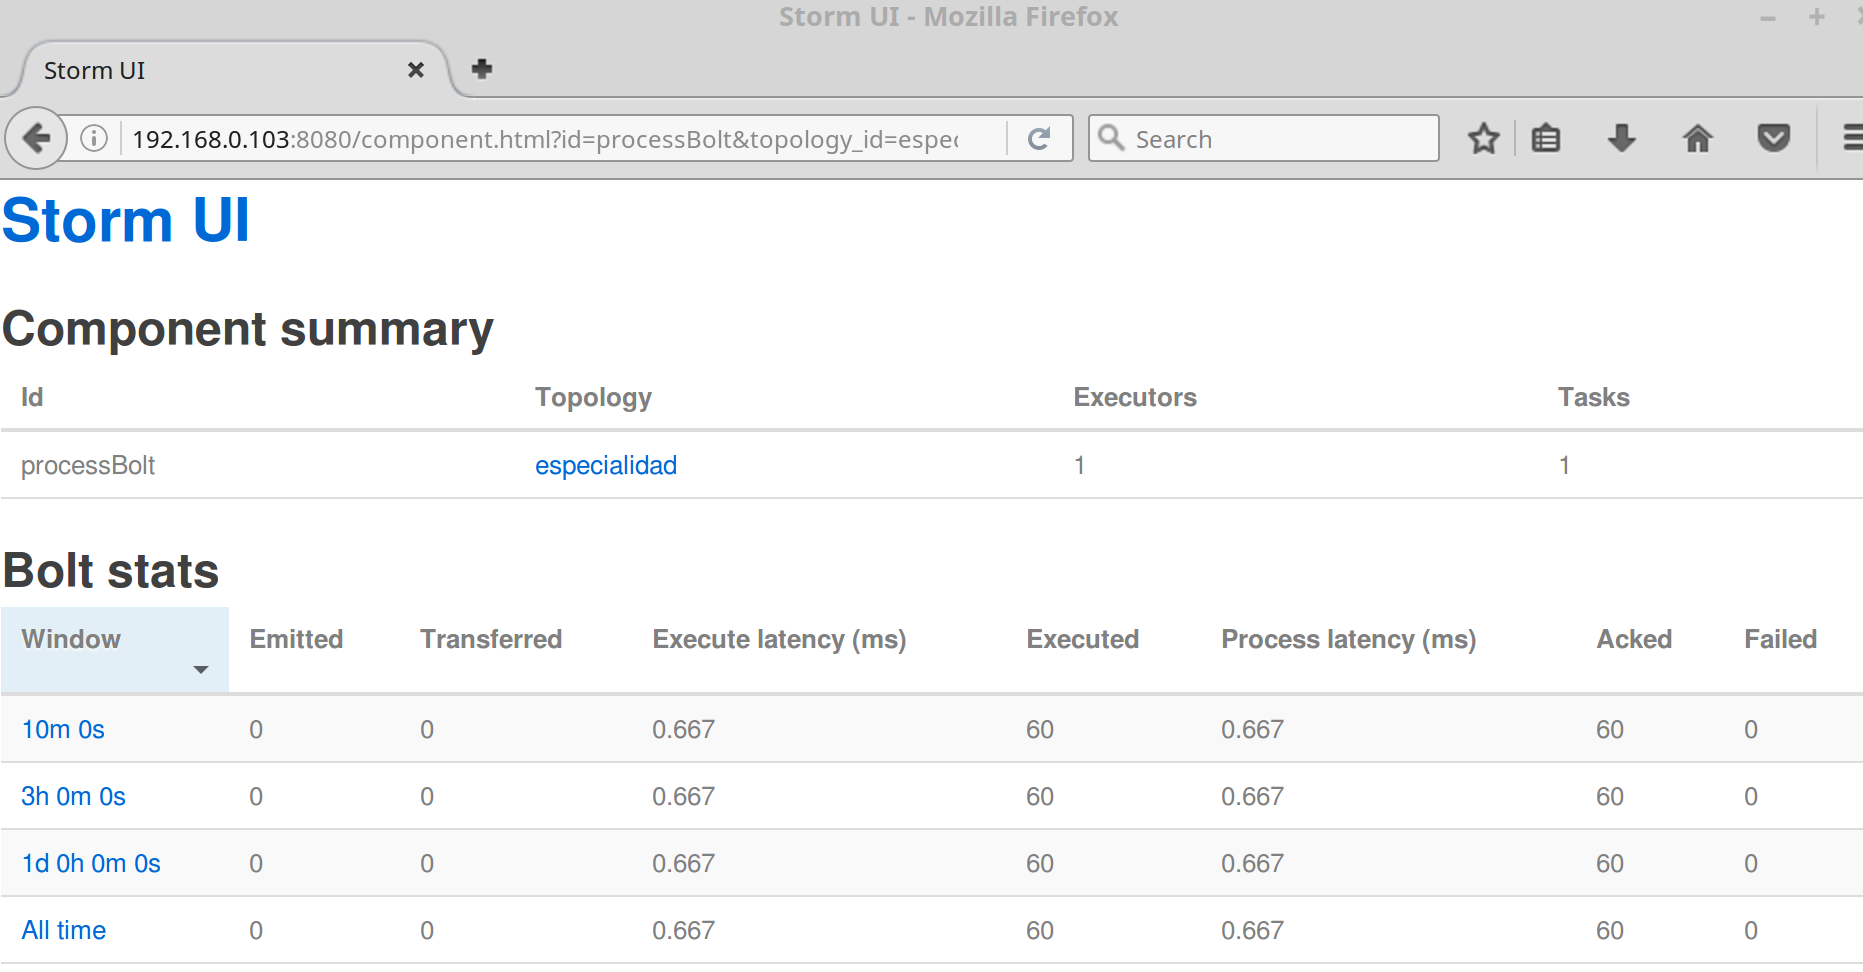 Storm UI - Mozilla Firefox
Storm UI
192.168.0.103:8080/component.html?id=processBolt&topology_id=espec
Search
Storm UI
Component summary
Id Topology Executors Tasks
processBolt especialidad 1 1
Bolt stats
Window Emitted Transferred Execute latency (ms) Executed Process latency (ms) Acked Failed
10m 0s 0 0 0.667 60 0.667 60 0
3h 0m 0s 0 0 0.667 60 0.667 60 0
1d 0h 0m 0s 0 0 0.667 60 0.667 60 0
All time 0 0 0.667 60 0.667 60 0